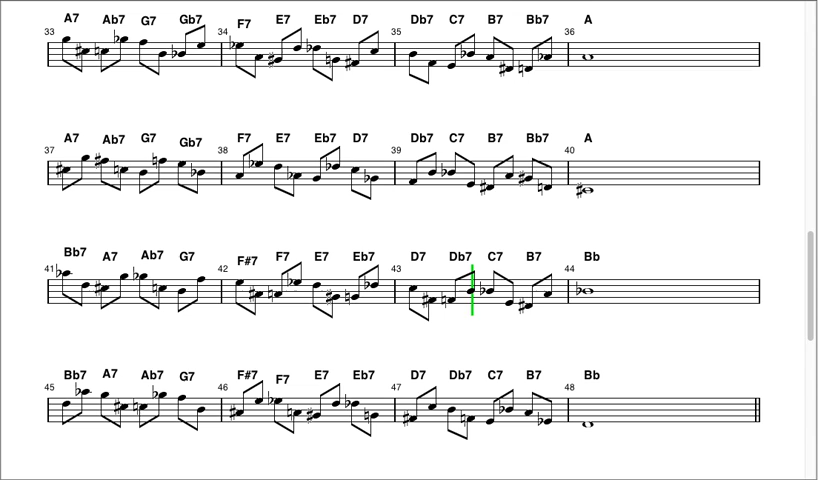 A7 Ab7 G7 Gb7 F7 E7 Eb7 D7 Db7 C7 B7 Bb7 A
33 34 35 36
A7 Ab7 G7 Gb7 F7 E7 Eb7 D7 Db7 C7 B7 Bb7 A
37 38 39 40
Bb7 A7 Ab7 G7 F#7 F7 E7 Eb7 D7 Db7 C7 B7 Bb
41 42 43 44
Bb7 A7 Ab7 G7 F#7 F7 E7 Eb7 D7 Db7 C7 B7 Bb
45 46 47 48